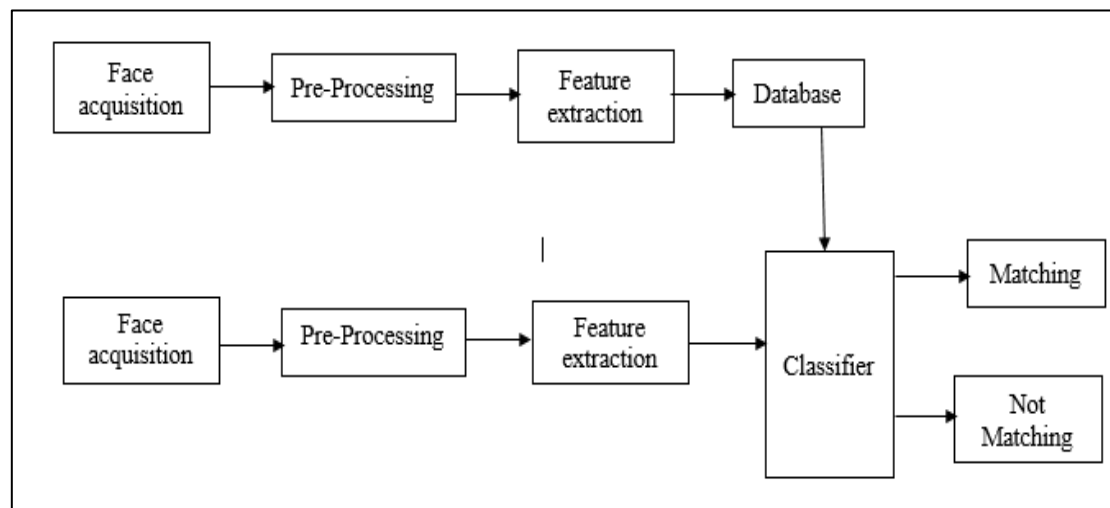 Face
acquisition
Pre-Processing
Feature
extraction
Database
Face
acquisition
Pre-Processing
Feature
extraction
Classifier
Matching
Not
Matching